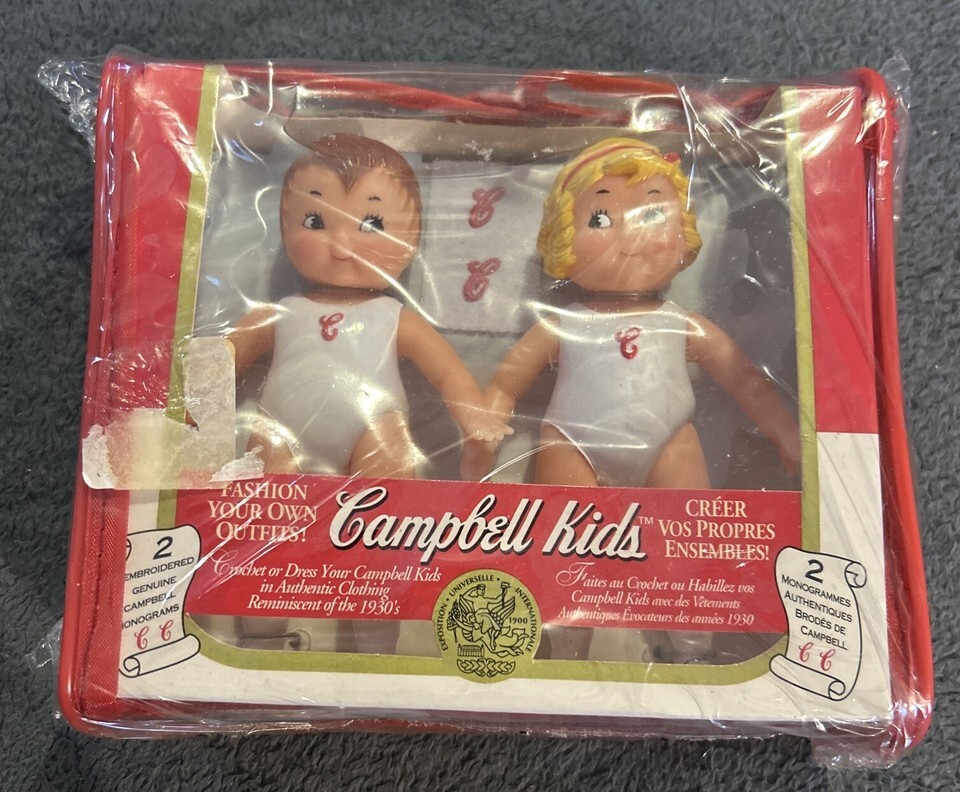 C
C
C
C
FASHION
YOUR OWN
OUTFITS!
Campbell Kids™
CRÉER
VOS PROPRES
ENSEMBLES!
Crochet or Dress Your Campbell Kids
in Authentic Clothing
Reminiscent of the 1930's
Faites au Crochet ou Habillez vos
Campbell Kids avec des Vêtements
Authentiques Évocateurs des années 1930
2
EMBROIDERED
GENUINE
CAMPBELL
MONOGRAMS
C C
EXPOSITION • UNIVERSELLE • INTERNATIONALE
1900
2
MONOGRAMMES
AUTHENTIQUES
BRODÉS DE
CAMPBELL
C C